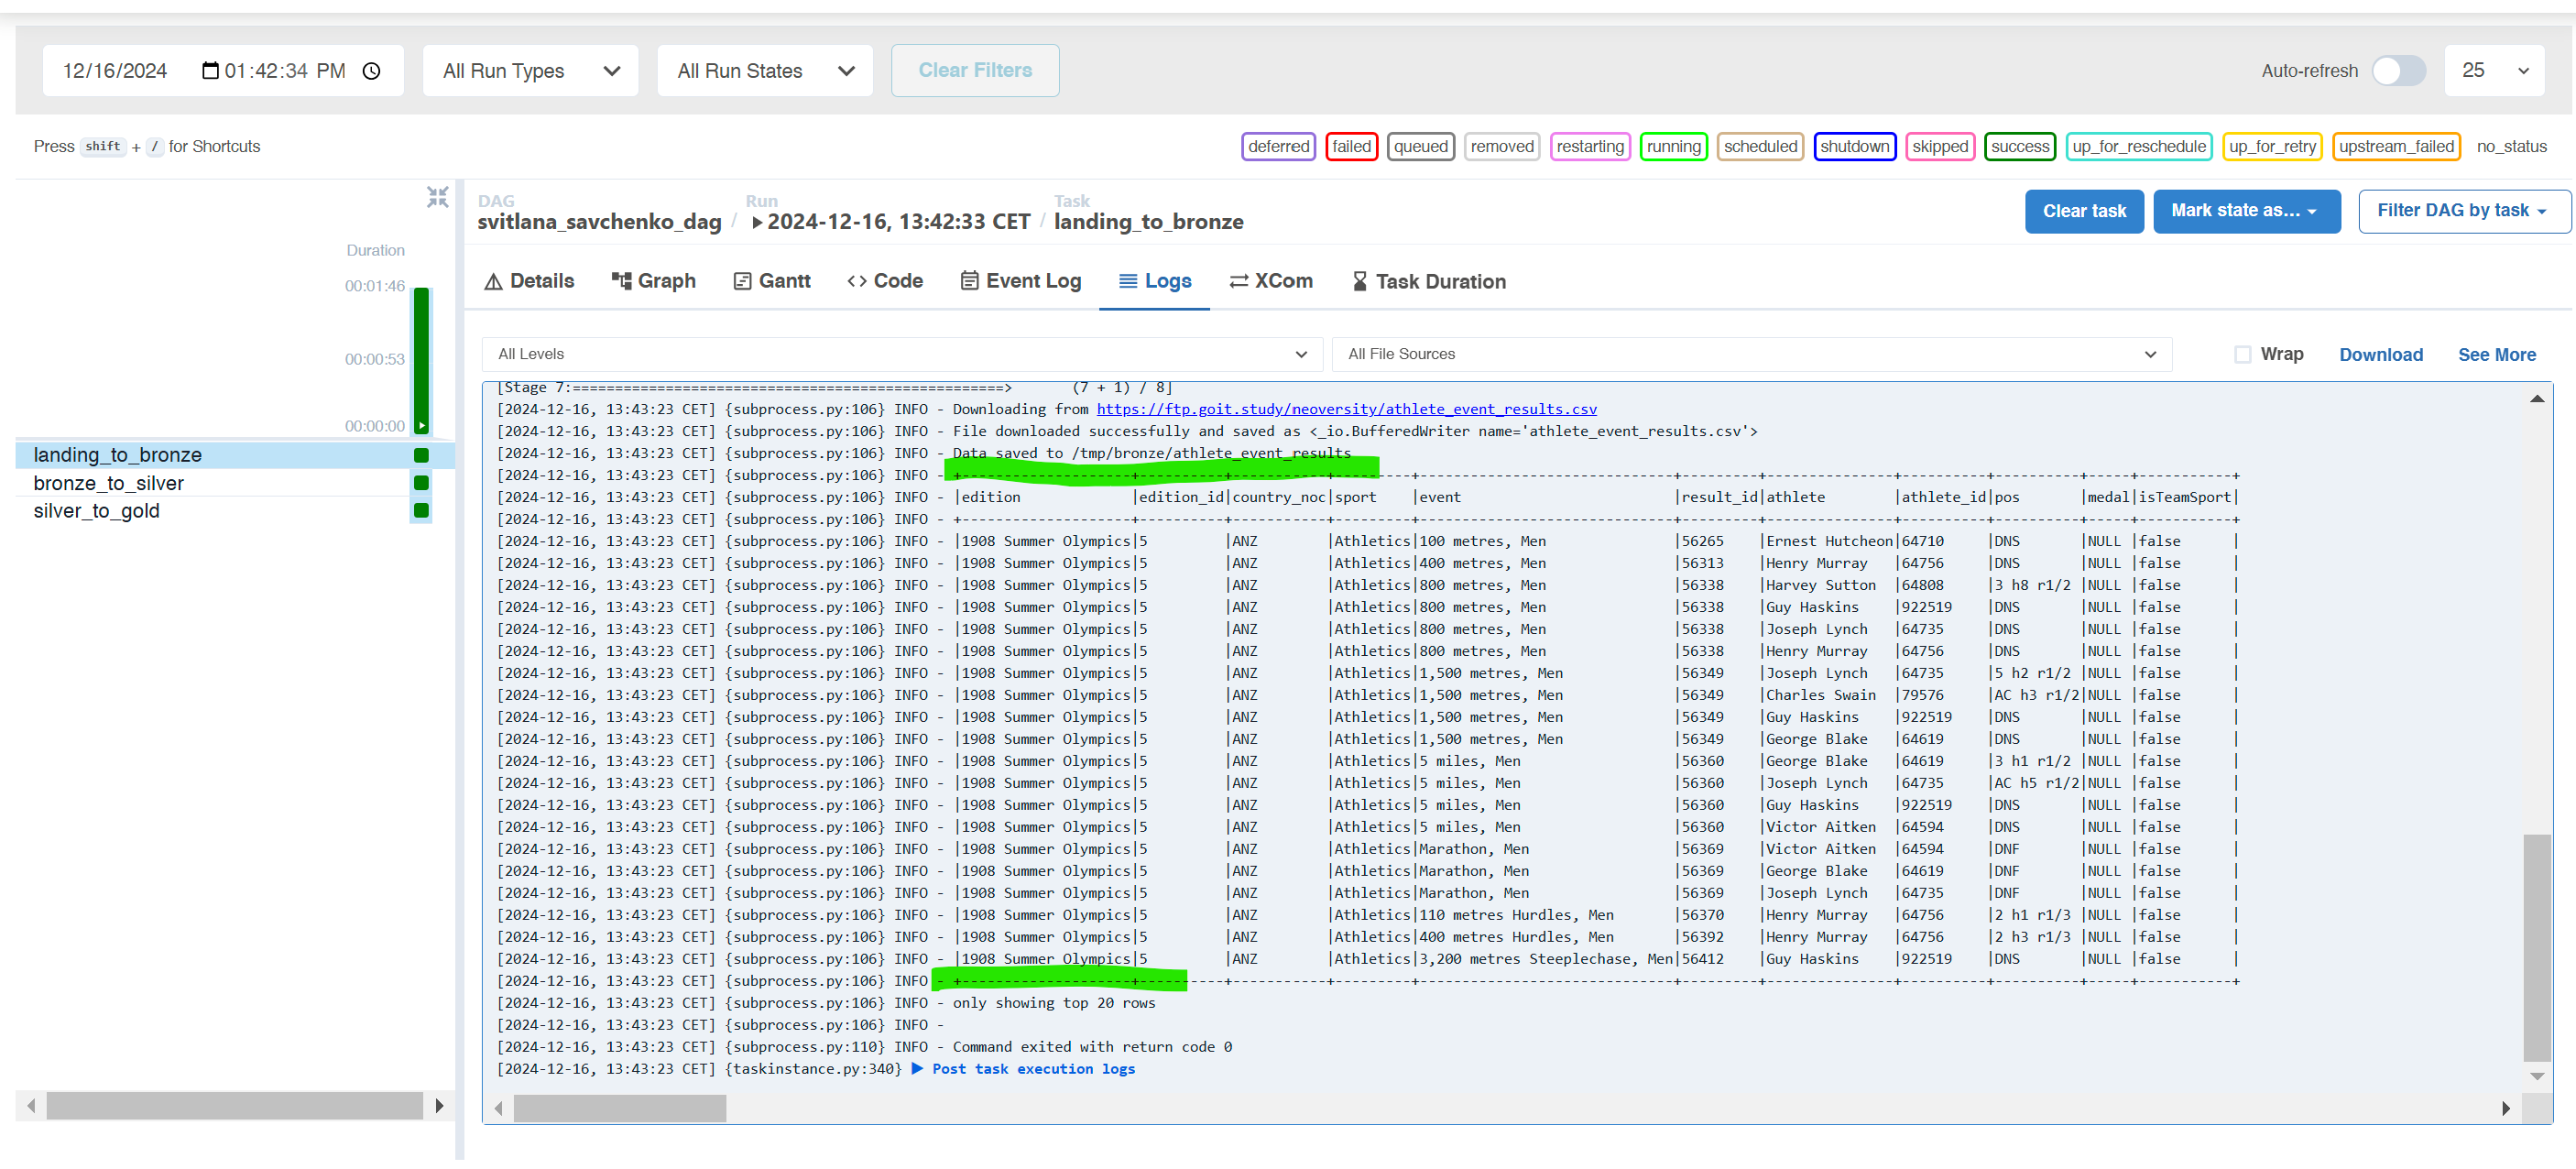 12/16/2024 01:42:34 PM All Run Types All Run States Clear Filters Auto-refresh 25
Press shift + / for Shortcuts deferred failed queued removed restarting running scheduled shutdown skipped success up_for_reschedule up_for_retry upstream_failed no_status
DAG Run Task
svitlana_savchenko_dag / 2024-12-16, 13:42:33 CET / landing_to_bronze Clear task Mark state as... Filter DAG by task
Duration
00:01:46
00:00:53
00:00:00
landing_to_bronze
bronze_to_silver
silver_to_gold
Details Graph Gantt Code Event Log Logs XCom Task Duration
All Levels All File Sources Wrap Download See More
[Stage 7:===================================================> (7 + 1) / 8]
[2024-12-16, 13:43:23 CET] {subprocess.py:106} INFO - Downloading from https://ftp.goit.study/neoversity/athlete_event_results.csv
[2024-12-16, 13:43:23 CET] {subprocess.py:106} INFO - File downloaded successfully and saved as <_io.BufferedWriter name='athlete_event_results.csv'>
[2024-12-16, 13:43:23 CET] {subprocess.py:106} INFO - Data saved to /tmp/bronze/athlete_event_results
[2024-12-16, 13:43:23 CET] {subprocess.py:106} INFO - +--------------------+----------+-----------+---------+------------------------------+---------+---------------+----------+----------+-----+-----------+
[2024-12-16, 13:43:23 CET] {subprocess.py:106} INFO - |edition |edition_id|country_noc|sport |event |result_id|athlete |athlete_id|pos |medal|isTeamSport|
[2024-12-16, 13:43:23 CET] {subprocess.py:106} INFO - +--------------------+----------+-----------+---------+------------------------------+---------+---------------+----------+----------+-----+-----------+
[2024-12-16, 13:43:23 CET] {subprocess.py:106} INFO - |1908 Summer Olympics|5 |ANZ |Athletics|100 metres, Men |56265 |Ernest Hutcheon|64710 |DNS |NULL |false |
[2024-12-16, 13:43:23 CET] {subprocess.py:106} INFO - |1908 Summer Olympics|5 |ANZ |Athletics|400 metres, Men |56313 |Henry Murray |64756 |DNS |NULL |false |
[2024-12-16, 13:43:23 CET] {subprocess.py:106} INFO - |1908 Summer Olympics|5 |ANZ |Athletics|800 metres, Men |56338 |Harvey Sutton |64808 |3 h8 r1/2 |NULL |false |
[2024-12-16, 13:43:23 CET] {subprocess.py:106} INFO - |1908 Summer Olympics|5 |ANZ |Athletics|800 metres, Men |56338 |Guy Haskins |922519 |DNS |NULL |false |
[2024-12-16, 13:43:23 CET] {subprocess.py:106} INFO - |1908 Summer Olympics|5 |ANZ |Athletics|800 metres, Men |56338 |Joseph Lynch |64735 |DNS |NULL |false |
[2024-12-16, 13:43:23 CET] {subprocess.py:106} INFO - |1908 Summer Olympics|5 |ANZ |Athletics|800 metres, Men |56338 |Henry Murray |64756 |DNS |NULL |false |
[2024-12-16, 13:43:23 CET] {subprocess.py:106} INFO - |1908 Summer Olympics|5 |ANZ |Athletics|1,500 metres, Men |56349 |Joseph Lynch |64735 |5 h2 r1/2 |NULL |false |
[2024-12-16, 13:43:23 CET] {subprocess.py:106} INFO - |1908 Summer Olympics|5 |ANZ |Athletics|1,500 metres, Men |56349 |Charles Swain |79576 |AC h3 r1/2|NULL |false |
[2024-12-16, 13:43:23 CET] {subprocess.py:106} INFO - |1908 Summer Olympics|5 |ANZ |Athletics|1,500 metres, Men |56349 |Guy Haskins |922519 |DNS |NULL |false |
[2024-12-16, 13:43:23 CET] {subprocess.py:106} INFO - |1908 Summer Olympics|5 |ANZ |Athletics|1,500 metres, Men |56349 |George Blake |64619 |DNS |NULL |false |
[2024-12-16, 13:43:23 CET] {subprocess.py:106} INFO - |1908 Summer Olympics|5 |ANZ |Athletics|5 miles, Men |56360 |George Blake |64619 |3 h1 r1/2 |NULL |false |
[2024-12-16, 13:43:23 CET] {subprocess.py:106} INFO - |1908 Summer Olympics|5 |ANZ |Athletics|5 miles, Men |56360 |Joseph Lynch |64735 |AC h5 r1/2|NULL |false |
[2024-12-16, 13:43:23 CET] {subprocess.py:106} INFO - |1908 Summer Olympics|5 |ANZ |Athletics|5 miles, Men |56360 |Guy Haskins |922519 |DNS |NULL |false |
[2024-12-16, 13:43:23 CET] {subprocess.py:106} INFO - |1908 Summer Olympics|5 |ANZ |Athletics|5 miles, Men |56360 |Victor Aitken |64594 |DNS |NULL |false |
[2024-12-16, 13:43:23 CET] {subprocess.py:106} INFO - |1908 Summer Olympics|5 |ANZ |Athletics|Marathon, Men |56369 |Victor Aitken |64594 |DNF |NULL |false |
[2024-12-16, 13:43:23 CET] {subprocess.py:106} INFO - |1908 Summer Olympics|5 |ANZ |Athletics|Marathon, Men |56369 |George Blake |64619 |DNF |NULL |false |
[2024-12-16, 13:43:23 CET] {subprocess.py:106} INFO - |1908 Summer Olympics|5 |ANZ |Athletics|Marathon, Men |56369 |Joseph Lynch |64735 |DNF |NULL |false |
[2024-12-16, 13:43:23 CET] {subprocess.py:106} INFO - |1908 Summer Olympics|5 |ANZ |Athletics|110 metres Hurdles, Men |56370 |Henry Murray |64756 |2 h1 r1/3 |NULL |false |
[2024-12-16, 13:43:23 CET] {subprocess.py:106} INFO - |1908 Summer Olympics|5 |ANZ |Athletics|400 metres Hurdles, Men |56392 |Henry Murray |64756 |2 h3 r1/3 |NULL |false |
[2024-12-16, 13:43:23 CET] {subprocess.py:106} INFO - |1908 Summer Olympics|5 |ANZ |Athletics|3,200 metres Steeplechase, Men|56412 |Guy Haskins |922519 |DNS |NULL |false |
[2024-12-16, 13:43:23 CET] {subprocess.py:106} INFO - +--------------------+----------+-----------+---------+------------------------------+---------+---------------+----------+----------+-----+-----------+
[2024-12-16, 13:43:23 CET] {subprocess.py:106} INFO - only showing top 20 rows
[2024-12-16, 13:43:23 CET] {subprocess.py:106} INFO -
[2024-12-16, 13:43:23 CET] {subprocess.py:110} INFO - Command exited with return code 0
[2024-12-16, 13:43:23 CET] {taskinstance.py:340} ▶ Post task execution logs